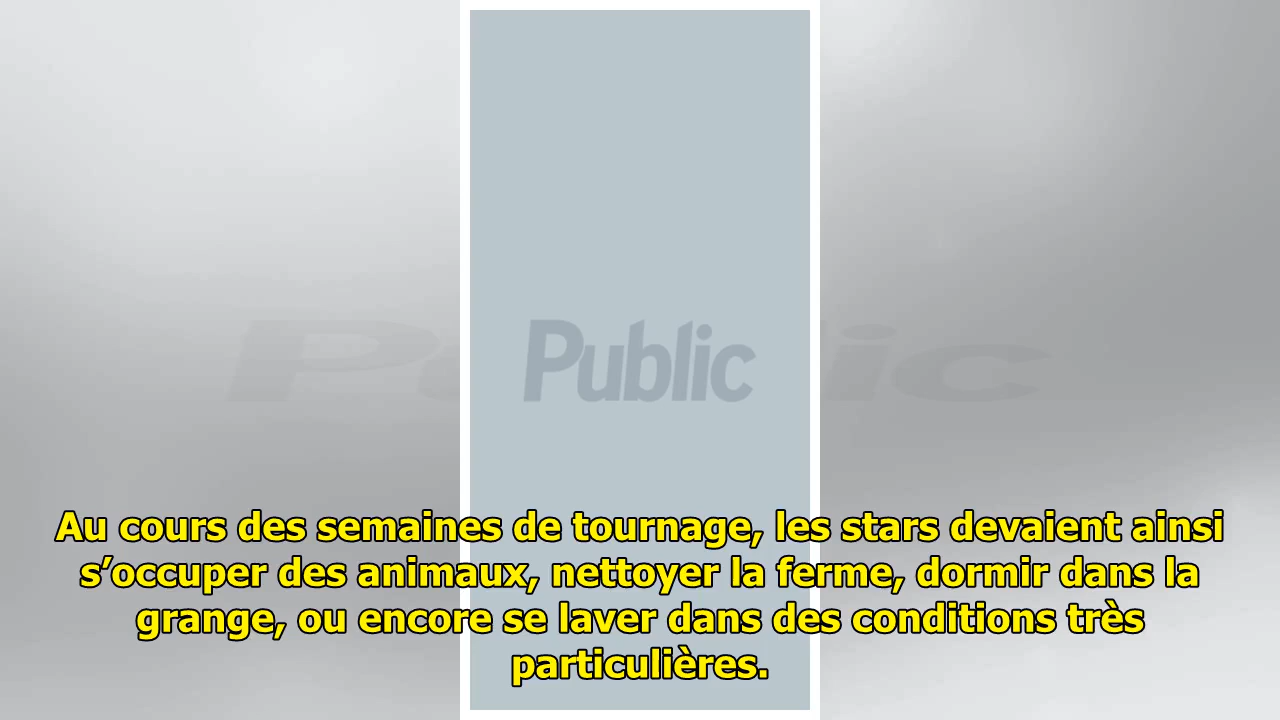 Public
Au cours des semaines de tournage, les stars devaient ainsi
s’occuper des animaux, nettoyer la ferme, dormir dans la
grange, ou encore se laver dans des conditions très
particulières.